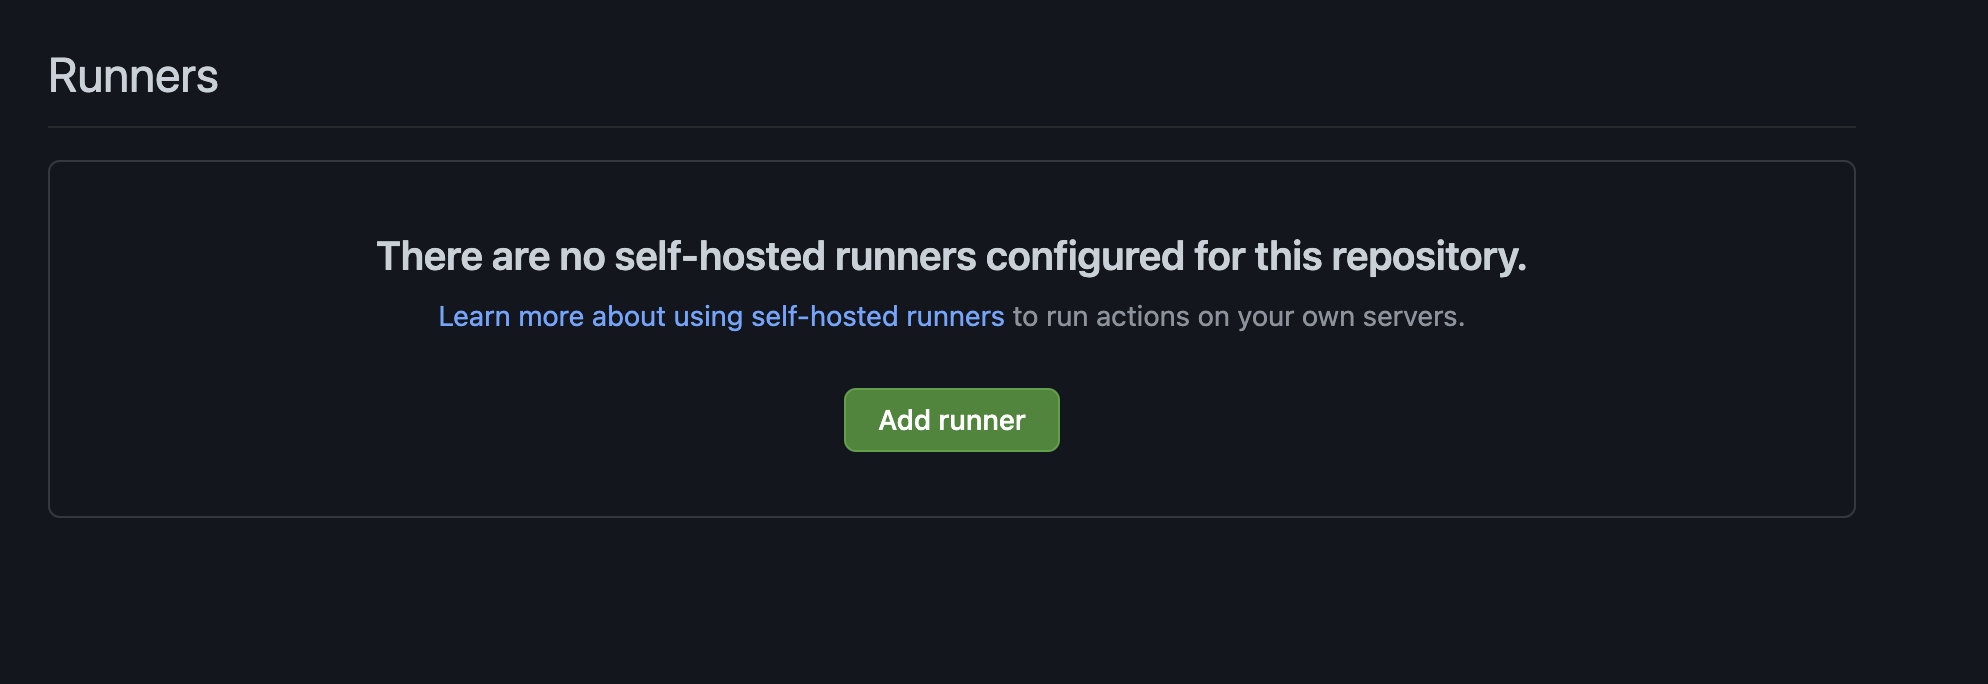 Runners
There are no self-hosted runners configured for this repository.
Learn more about using self-hosted runners to run actions on your own servers.
Add runner